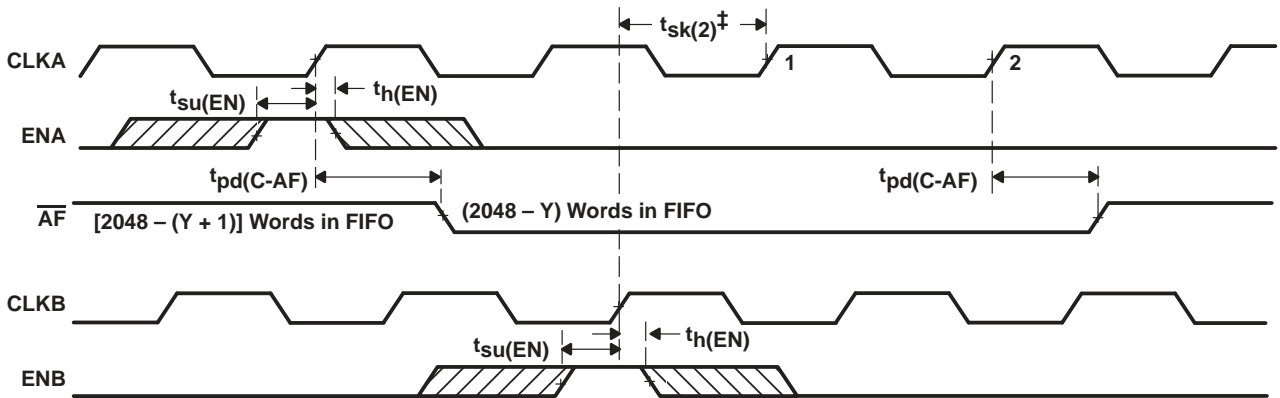 t_sk(2)‡
CLKA
1
2
t_su(EN)
t_h(EN)
ENA
t_pd(C-AF)
t_pd(C-AF)
A̅F̅
[2048 – (Y + 1)] Words in FIFO
(2048 – Y) Words in FIFO
CLKB
t_su(EN)
t_h(EN)
ENB